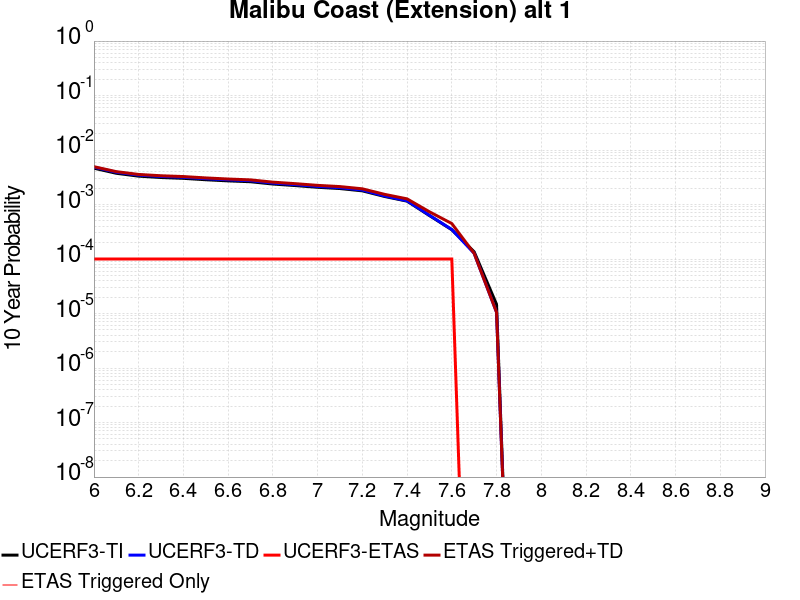 Malibu Coast (Extension) alt 1
10^0
10^-1
10^-2
10^-3
10^-4
10^-5
10^-6
10^-7
10^-8
10 Year Probability
6 6.2 6.4 6.6 6.8 7 7.2 7.4 7.6 7.8 8 8.2 8.4 8.6 8.8 9
Magnitude
UCERF3-TI UCERF3-TD UCERF3-ETAS ETAS Triggered+TD
ETAS Triggered Only